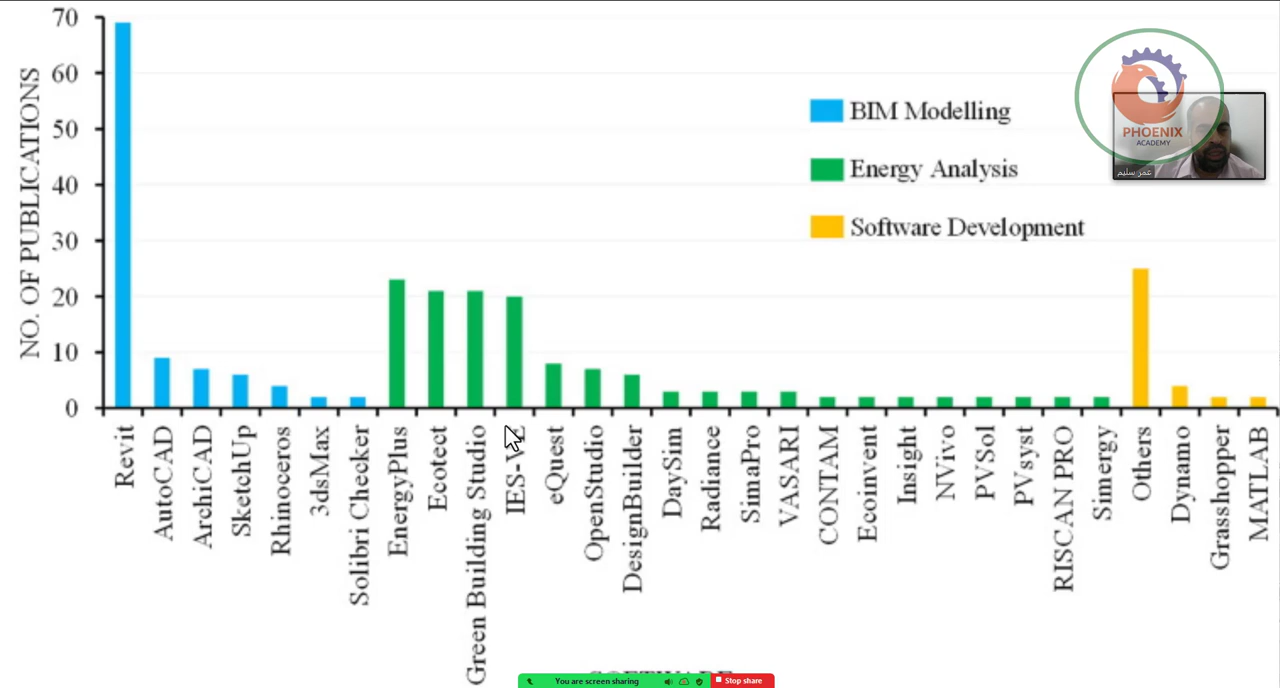 70
60
50
40
30
20
10
0
NO. OF PUBLICATIONS
BIM Modelling
Energy Analysis
Software Development
PHOENIX
ACADEMY
عمر سليم
Revit
AutoCAD
ArchiCAD
SketchUp
Rhinoceros
3dsMax
Solibri Checker
EnergyPlus
Ecotect
Green Building Studio
IES-VE
eQuest
OpenStudio
DesignBuilder
DaySim
Radiance
SimaPro
VASARI
CONTAM
Ecoinvent
Insight
NVivo
PVSol
PVsyst
RISCAN PRO
Simergy
Others
Dynamo
Grasshopper
MATLAB
You are screen sharing
Stop share